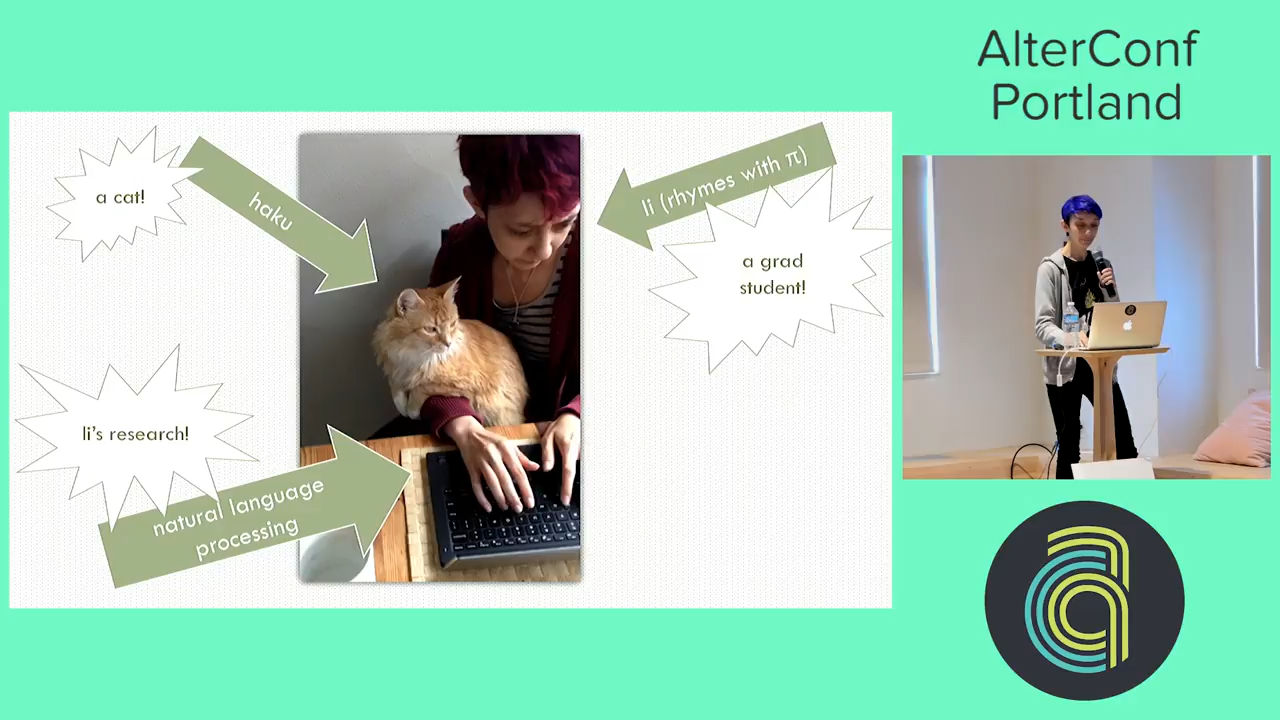 AlterConf
Portland
a cat!
haku
li (rhymes with π)
a grad
student!
li's research!
natural language
processing